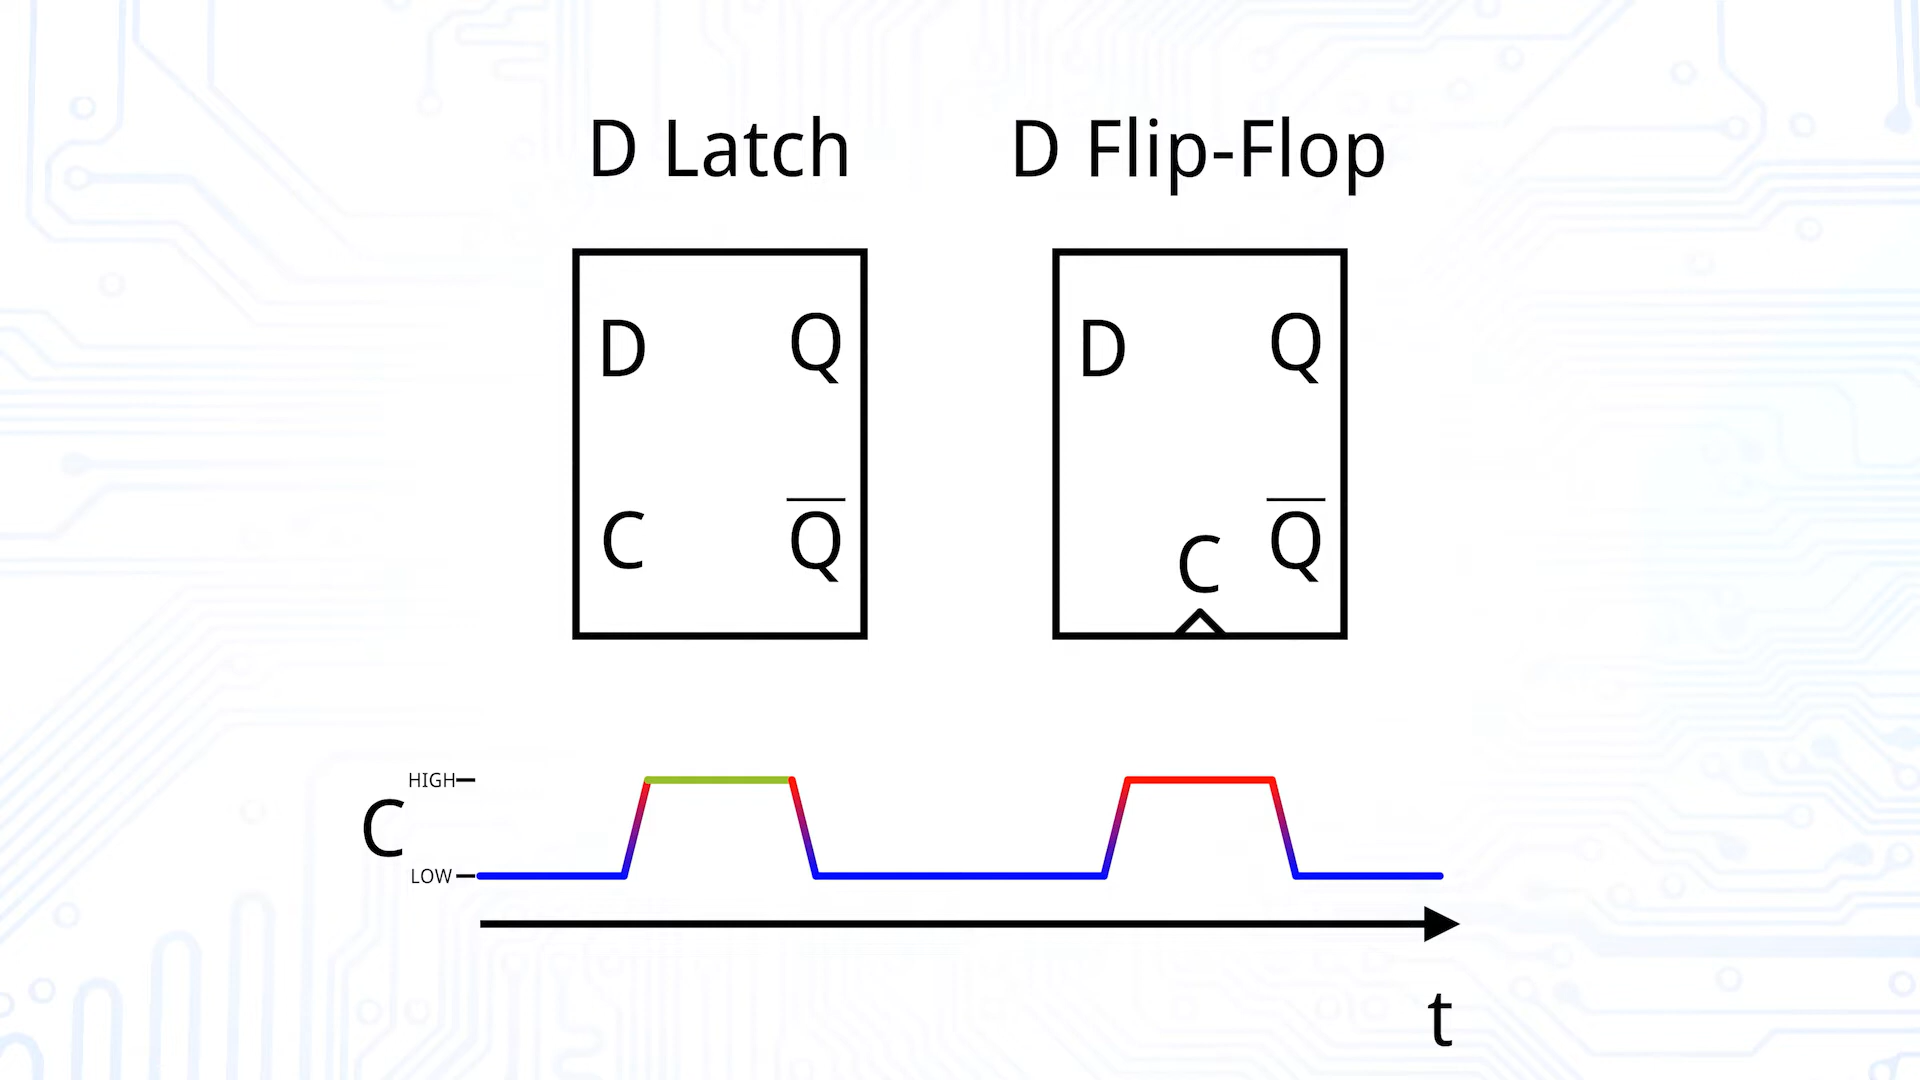 D Latch
D Flip-Flop
D Q
D Q
C Q̅
C Q̅
HIGH
C
LOW
t